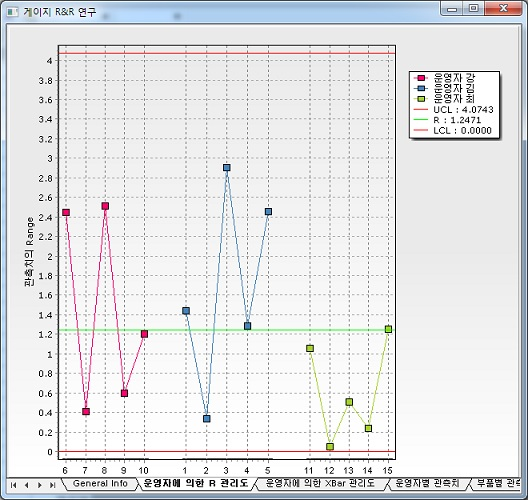 게이지 R&R 연구
운영자 강
운영자 김
운영자 최
UCL : 4.0743
R : 1.2471
LCL : 0.0000
관측치의 Range
4
3.8
3.6
3.4
3.2
3
2.8
2.6
2.4
2.2
2
1.8
1.6
1.4
1.2
1
0.8
0.6
0.4
0.2
0
6 7 8 9 10 1 2 3 4 5 11 12 13 14 15
General Info 운영자에 의한 R 관리도 운영자에 의한 XBar 관리도 운영자별 관측치 부품별 관